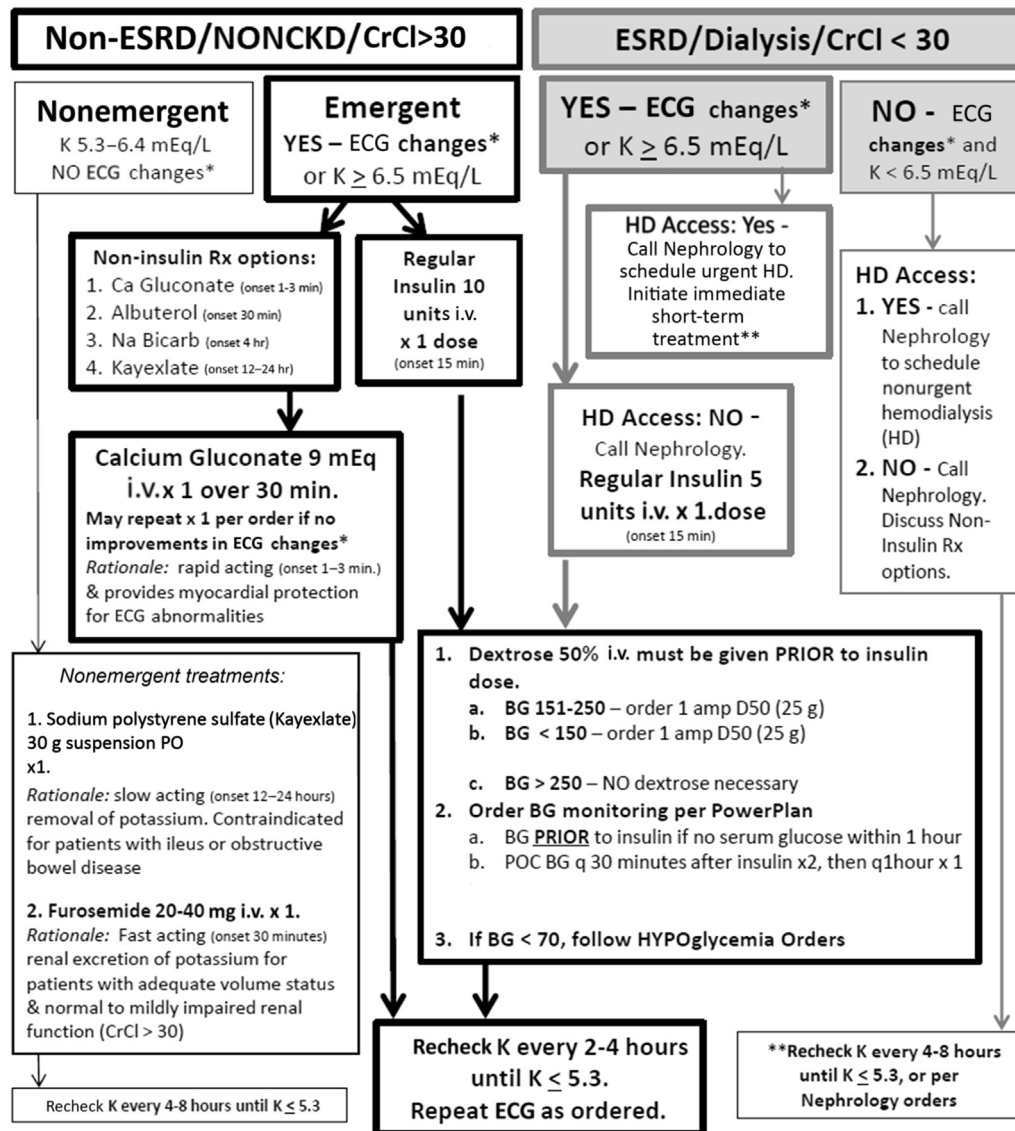 Non-ESRD/NONCKD/CrCl>30
ESRD/Dialysis/CrCl < 30
Nonemergent
K 5.3–6.4 mEq/L
NO ECG changes*
Emergent
YES – ECG changes*
or K ≥ 6.5 mEq/L
YES – ECG changes*
or K ≥ 6.5 mEq/L
NO - ECG
changes* and
K < 6.5 mEq/L
Non-insulin Rx options:
1. Ca Gluconate (onset 1-3 min)
2. Albuterol (onset 30 min)
3. Na Bicarb (onset 4 hr)
4. Kayexlate (onset 12–24 hr)
Regular
Insulin 10
units i.v.
x 1 dose
(onset 15 min)
HD Access: Yes -
Call Nephrology to
schedule urgent HD.
Initiate immediate
short-term
treatment**
HD Access:
1. YES - call
Nephrology
to schedule
nonurgent
hemodialysis
(HD)
2. NO - Call
Nephrology.
Discuss Non-
Insulin Rx
options.
HD Access: NO -
Call Nephrology.
Regular Insulin 5
units i.v. x 1.dose
(onset 15 min)
Calcium Gluconate 9 mEq
i.v. x 1 over 30 min.
May repeat x 1 per order if no
improvements in ECG changes*
Rationale: rapid acting (onset 1–3 min.)
& provides myocardial protection
for ECG abnormalities
Nonemergent treatments:
1. Sodium polystyrene sulfate (Kayexlate)
30 g suspension PO
x1.
Rationale: slow acting (onset 12–24 hours)
removal of potassium. Contraindicated
for patients with ileus or obstructive
bowel disease
2. Furosemide 20-40 mg i.v. x 1.
Rationale: Fast acting (onset 30 minutes)
renal excretion of potassium for
patients with adequate volume status
& normal to mildly impaired renal
function (CrCl > 30)
1. Dextrose 50% i.v. must be given PRIOR to insulin
dose.
a. BG 151-250 – order 1 amp D50 (25 g)
b. BG < 150 – order 1 amp D50 (25 g)
c. BG > 250 – NO dextrose necessary
2. Order BG monitoring per PowerPlan
a. BG PRIOR to insulin if no serum glucose within 1 hour
b. POC BG q 30 minutes after insulin x2, then q1hour x 1
3. If BG < 70, follow HYPOglycemia Orders
Recheck K every 4-8 hours until K ≤ 5.3
Recheck K every 2-4 hours
until K ≤ 5.3.
Repeat ECG as ordered.
**Recheck K every 4-8 hours
until K ≤ 5.3, or per
Nephrology orders